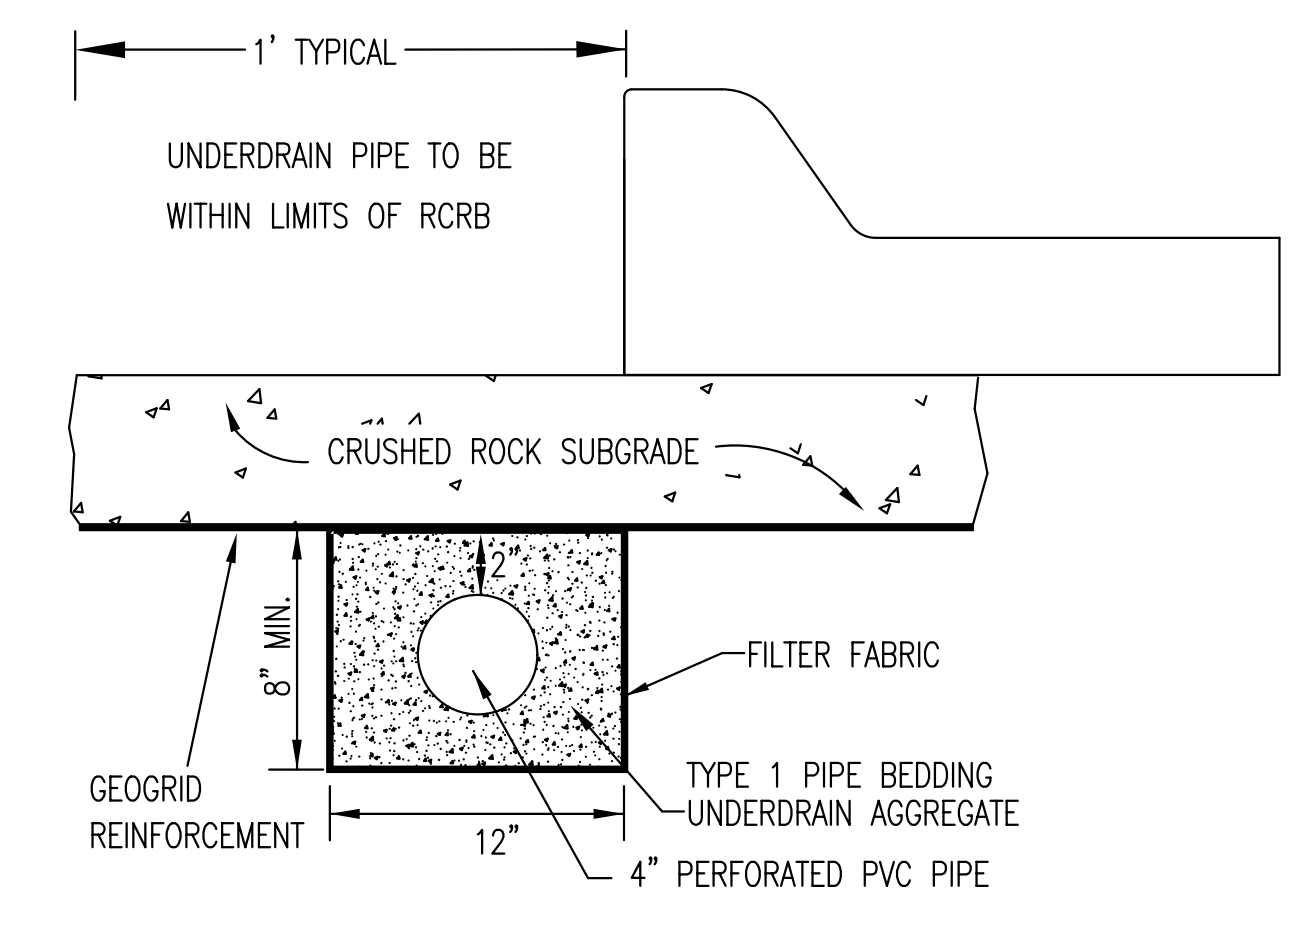 1' TYPICAL
UNDERDRAIN PIPE TO BE
WITHIN LIMITS OF RCRB
CRUSHED ROCK SUBGRADE
2"
8" MIN.
FILTER FABRIC
GEOGRID
REINFORCEMENT
TYPE 1 PIPE BEDDING
UNDERDRAIN AGGREGATE
12"
4" PERFORATED PVC PIPE